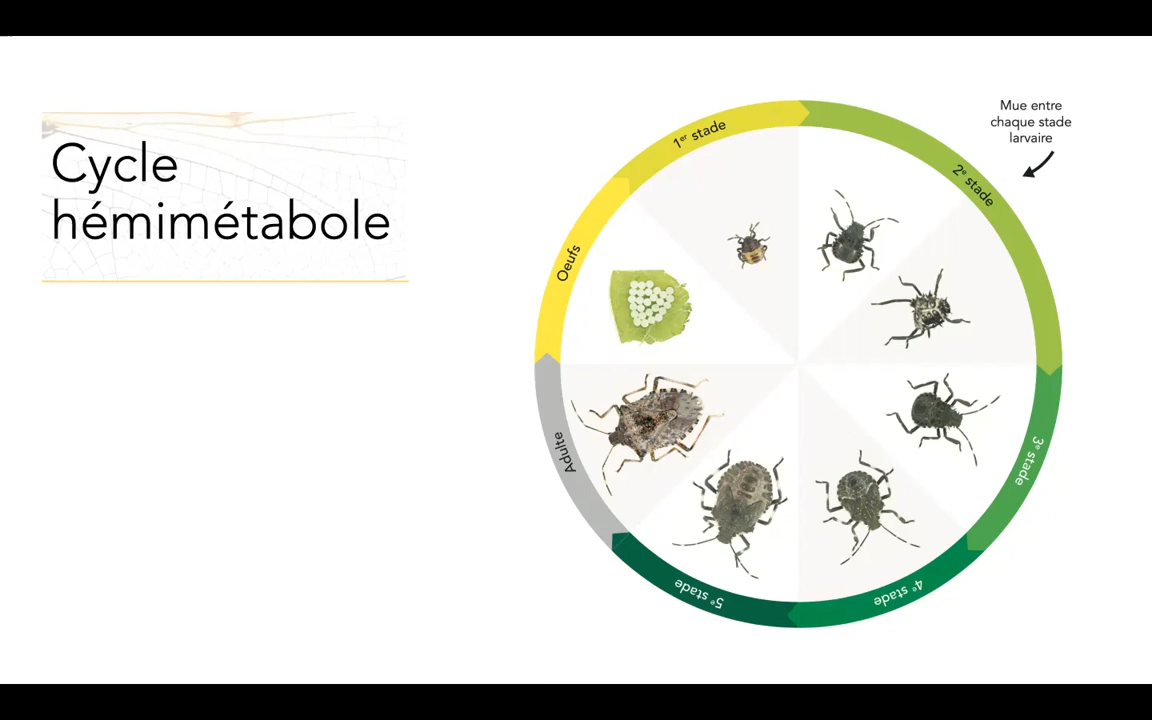 Cycle
hémimétabole
Mue entre
chaque stade
larvaire
Oeufs
1er stade
2e stade
3e stade
4e stade
5e stade
Adulte